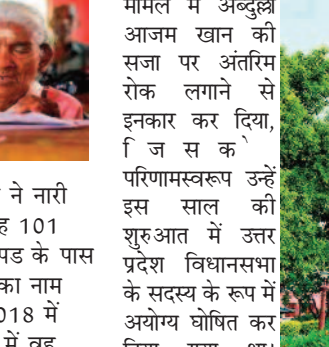 मामले में अब्दुल्ला
आजम खान की
सजा पर अंतरिम
रोक लगाने से
इनकार कर दिया,
जिसके
परिणामस्वरूप उन्हें
इस साल की
शुरुआत में उत्तर
प्रदेश विधानसभा
के सदस्य के रूप में
अयोग्य घोषित कर
दिया गया था।
ने नारी
ह 101
पड के पास
का नाम
018 में
में वह